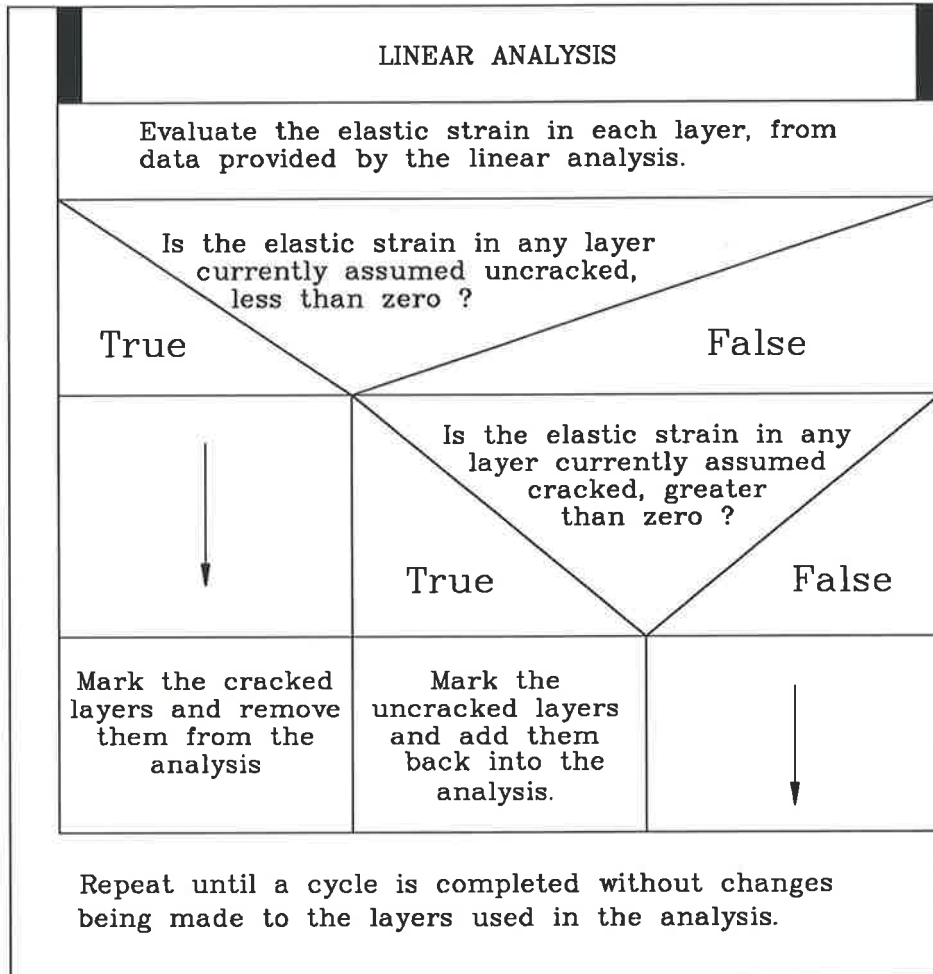 LINEAR ANALYSIS
Evaluate the elastic strain in each layer, from
data provided by the linear analysis.
Is the elastic strain in any layer
currently assumed uncracked,
less than zero ?
True
False
Is the elastic strain in any
layer currently assumed
cracked, greater
than zero ?
True
False
Mark the cracked
layers and remove
them from the
analysis
Mark the
uncracked layers
and add them
back into the
analysis.
Repeat until a cycle is completed without changes
being made to the layers used in the analysis.